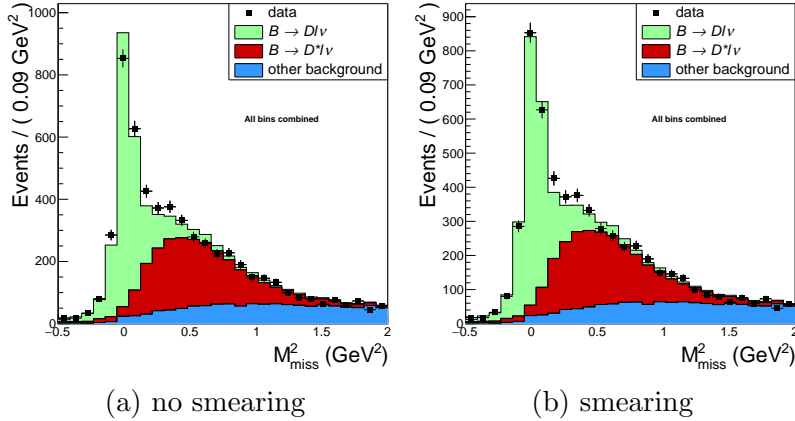 data
B → Dlν
B → D*lν
other background
All bins combined
Events / ( 0.09 GeV²)
1000
800
600
400
200
0
−0.5 0 0.5 1 1.5 2
M²miss (GeV²)
(a) no smearing
data
B → Dlν
B → D*lν
other background
All bins combined
Events / ( 0.09 GeV²)
900
800
700
600
500
400
300
200
100
0
−0.5 0 0.5 1 1.5 2
M²miss (GeV²)
(b) smearing